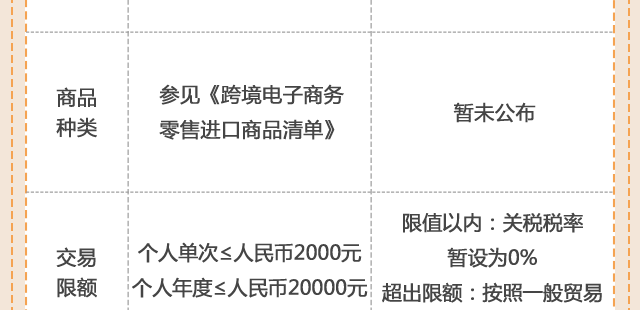 商品
种类
参见《跨境电子商务
零售进口商品清单》
暂未公布
交易
限额
个人单次≤人民币2000元
个人年度≤人民币20000元
限值以内：关税税率
暂设为0%
超出限额：按照一般贸易